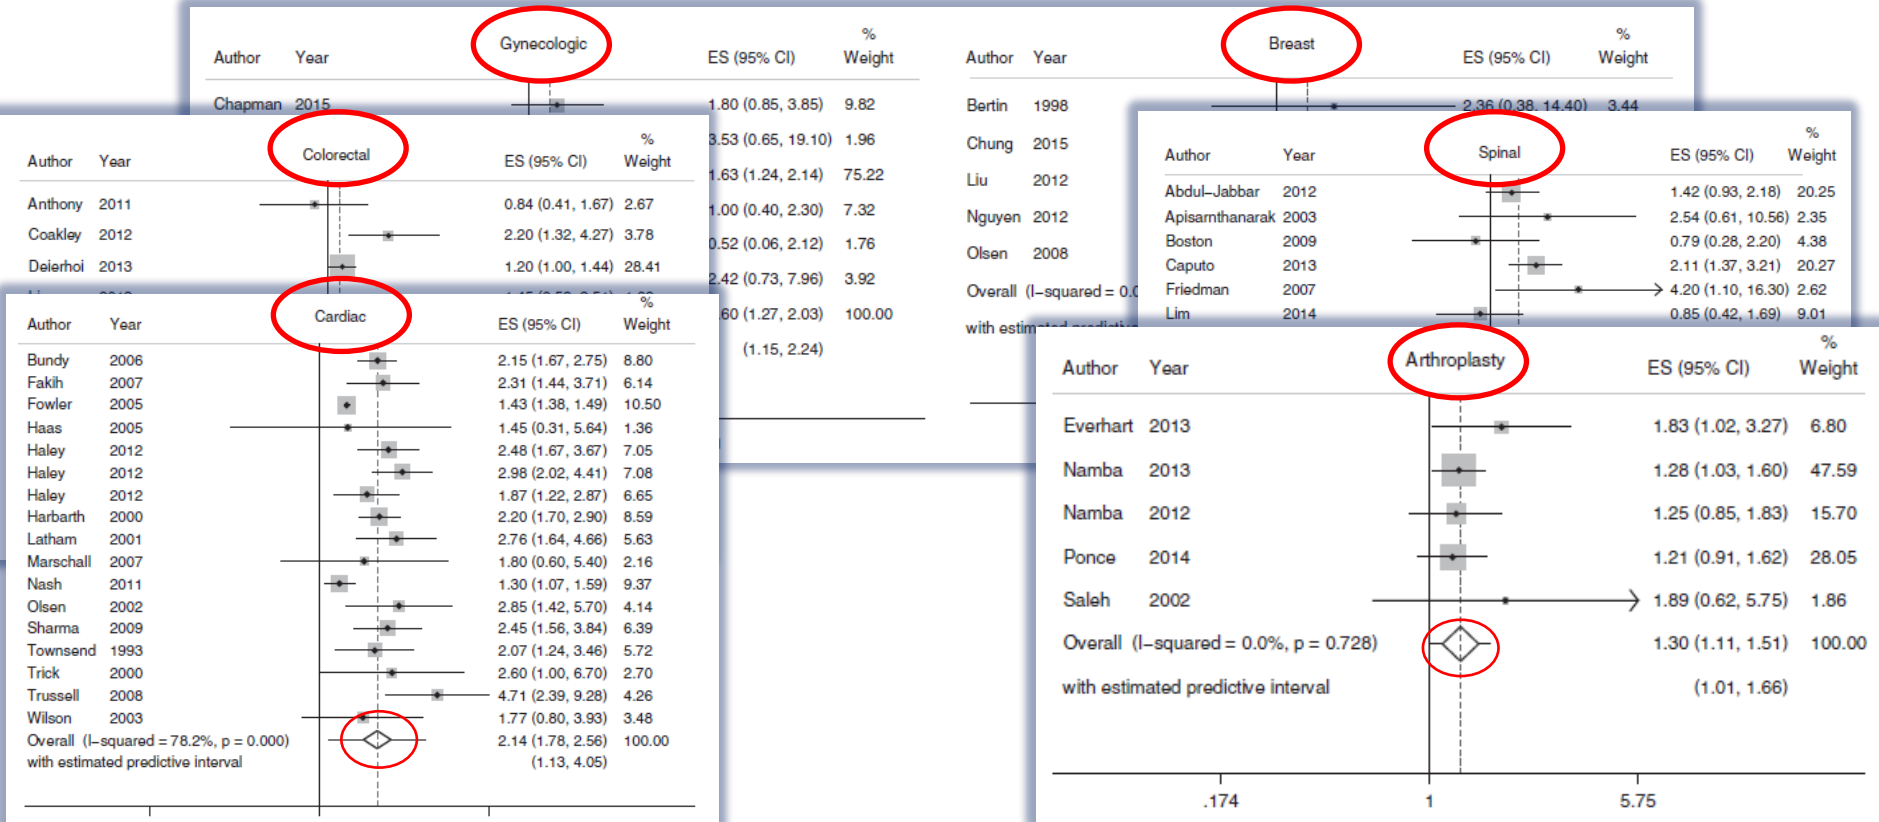 Gynecologic
Author Year ES (95% CI) % Weight
Chapman 2015 1.80 (0.85, 3.85) 9.82
3.53 (0.65, 19.10) 1.96
1.63 (1.24, 2.14) 75.22
1.00 (0.40, 2.30) 7.32
0.52 (0.06, 2.12) 1.76
2.42 (0.73, 7.96) 3.92
.60 (1.27, 2.03) 100.00
(1.15, 2.24)
Breast
Author Year ES (95% CI) % Weight
Bertin 1998 2.36 (0.38, 14.40) 3.44
Chung 2015
Liu 2012
Nguyen 2012
Olsen 2008
Overall (I-squared = 0.0
with estimated predictive
Colorectal
Author Year ES (95% CI) % Weight
Anthony 2011 0.84 (0.41, 1.67) 2.67
Coakley 2012 2.20 (1.32, 4.27) 3.78
Deierhoi 2013 1.20 (1.00, 1.44) 28.41
Spinal
Author Year ES (95% CI) % Weight
Abdul-Jabbar 2012 1.42 (0.93, 2.18) 20.25
Apisarnthanarak 2003 2.54 (0.61, 10.56) 2.35
Boston 2009 0.79 (0.28, 2.20) 4.38
Caputo 2013 2.11 (1.37, 3.21) 20.27
Friedman 2007 4.20 (1.10, 16.30) 2.62
Lim 2014 0.85 (0.42, 1.69) 9.01
Cardiac
Author Year ES (95% CI) % Weight
Bundy 2006 2.15 (1.67, 2.75) 8.80
Fakih 2007 2.31 (1.44, 3.71) 6.14
Fowler 2005 1.43 (1.38, 1.49) 10.50
Haas 2005 1.45 (0.31, 5.64) 1.36
Haley 2012 2.48 (1.67, 3.67) 7.05
Haley 2012 2.98 (2.02, 4.41) 7.08
Haley 2012 1.87 (1.22, 2.87) 6.65
Harbarth 2000 2.20 (1.70, 2.90) 8.59
Latham 2001 2.76 (1.64, 4.66) 5.63
Marschall 2007 1.80 (0.60, 5.40) 2.16
Nash 2011 1.30 (1.07, 1.59) 9.37
Olsen 2002 2.85 (1.42, 5.70) 4.14
Sharma 2009 2.45 (1.56, 3.84) 6.39
Townsend 1993 2.07 (1.24, 3.46) 5.72
Trick 2000 2.60 (1.00, 6.70) 2.70
Trussell 2008 4.71 (2.39, 9.28) 4.26
Wilson 2003 1.77 (0.80, 3.93) 3.48
Overall (I-squared = 78.2%, p = 0.000) 2.14 (1.78, 2.56) 100.00
with estimated predictive interval (1.13, 4.05)
Arthroplasty
Author Year ES (95% CI) % Weight
Everhart 2013 1.83 (1.02, 3.27) 6.80
Namba 2013 1.28 (1.03, 1.60) 47.59
Namba 2012 1.25 (0.85, 1.83) 15.70
Ponce 2014 1.21 (0.91, 1.62) 28.05
Saleh 2002 1.89 (0.62, 5.75) 1.86
Overall (I-squared = 0.0%, p = 0.728) 1.30 (1.11, 1.51) 100.00
with estimated predictive interval (1.01, 1.66)
.174 1 5.75